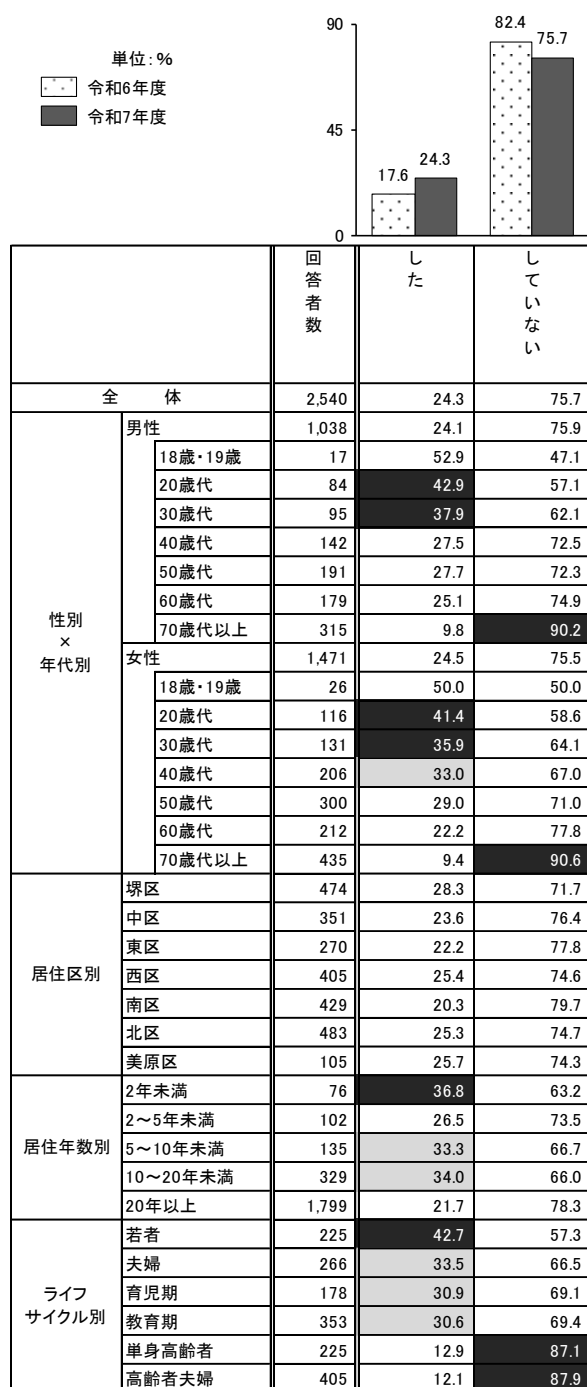 単位：%
令和6年度
令和7年度
90
45
0
17.6 24.3 82.4 75.7
回答者数 した していない
全 体 2,540 24.3 75.7
性別
×
年代別
男性 1,038 24.1 75.9
18歳・19歳 17 52.9 47.1
20歳代 84 42.9 57.1
30歳代 95 37.9 62.1
40歳代 142 27.5 72.5
50歳代 191 27.7 72.3
60歳代 179 25.1 74.9
70歳代以上 315 9.8 90.2
女性 1,471 24.5 75.5
18歳・19歳 26 50.0 50.0
20歳代 116 41.4 58.6
30歳代 131 35.9 64.1
40歳代 206 33.0 67.0
50歳代 300 29.0 71.0
60歳代 212 22.2 77.8
70歳代以上 435 9.4 90.6
居住区別
堺区 474 28.3 71.7
中区 351 23.6 76.4
東区 270 22.2 77.8
西区 405 25.4 74.6
南区 429 20.3 79.7
北区 483 25.3 74.7
美原区 105 25.7 74.3
居住年数別
2年未満 76 36.8 63.2
2～5年未満 102 26.5 73.5
5～10年未満 135 33.3 66.7
10～20年未満 329 34.0 66.0
20年以上 1,799 21.7 78.3
ライフ
サイクル別
若者 225 42.7 57.3
夫婦 266 33.5 66.5
育児期 178 30.9 69.1
教育期 353 30.6 69.4
単身高齢者 225 12.9 87.1
高齢者夫婦 405 12.1 87.9